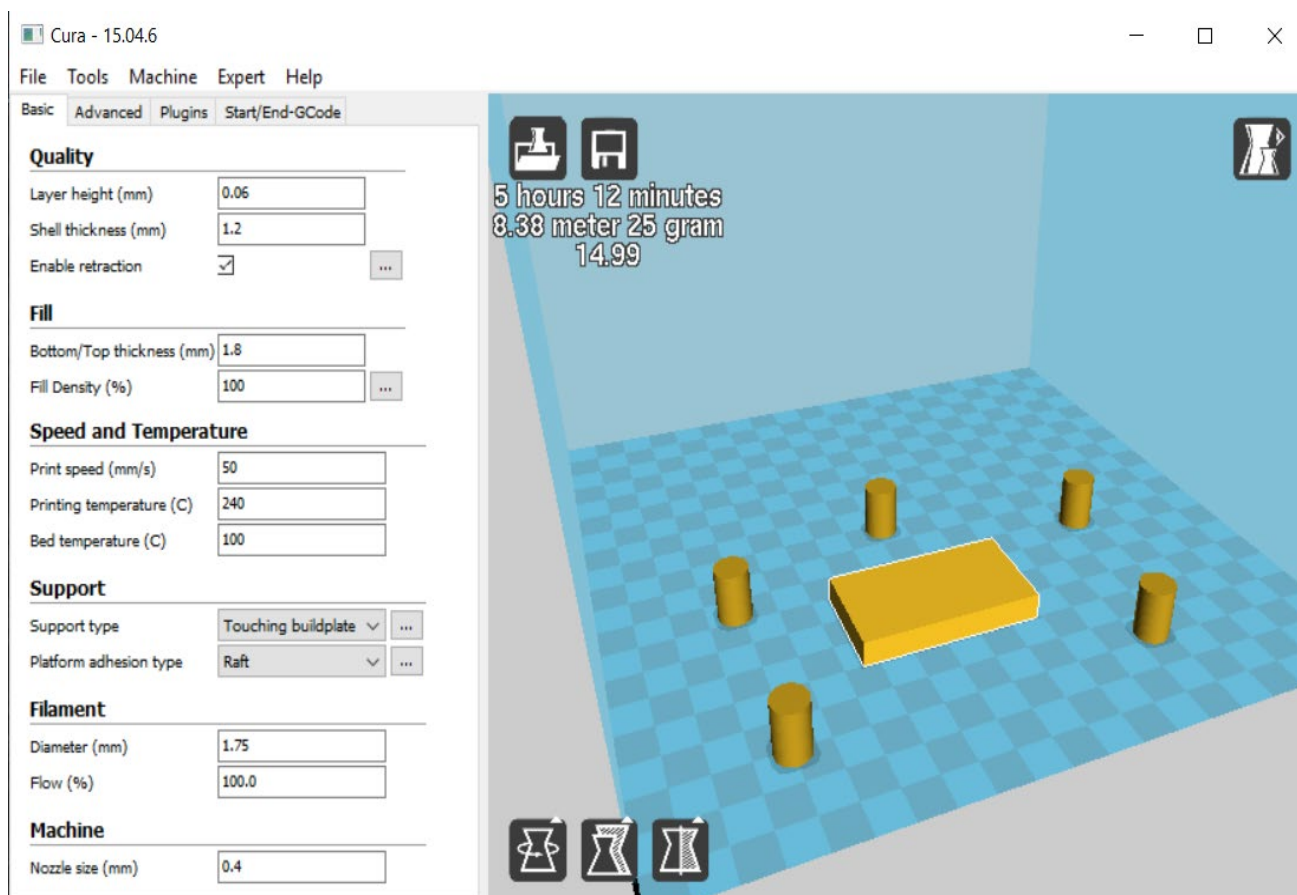 Cura - 15.04.6
File Tools Machine Expert Help
Basic Advanced Plugins Start/End-GCode
Quality
Layer height (mm) 0.06
Shell thickness (mm) 1.2
Enable retraction ...
Fill
Bottom/Top thickness (mm) 1.8
Fill Density (%) 100 ...
Speed and Temperature
Print speed (mm/s) 50
Printing temperature (C) 240
Bed temperature (C) 100
Support
Support type Touching buildplate ...
Platform adhesion type Raft ...
Filament
Diameter (mm) 1.75
Flow (%) 100.0
Machine
Nozzle size (mm) 0.4
5 hours 12 minutes
8.38 meter 25 gram
14.99